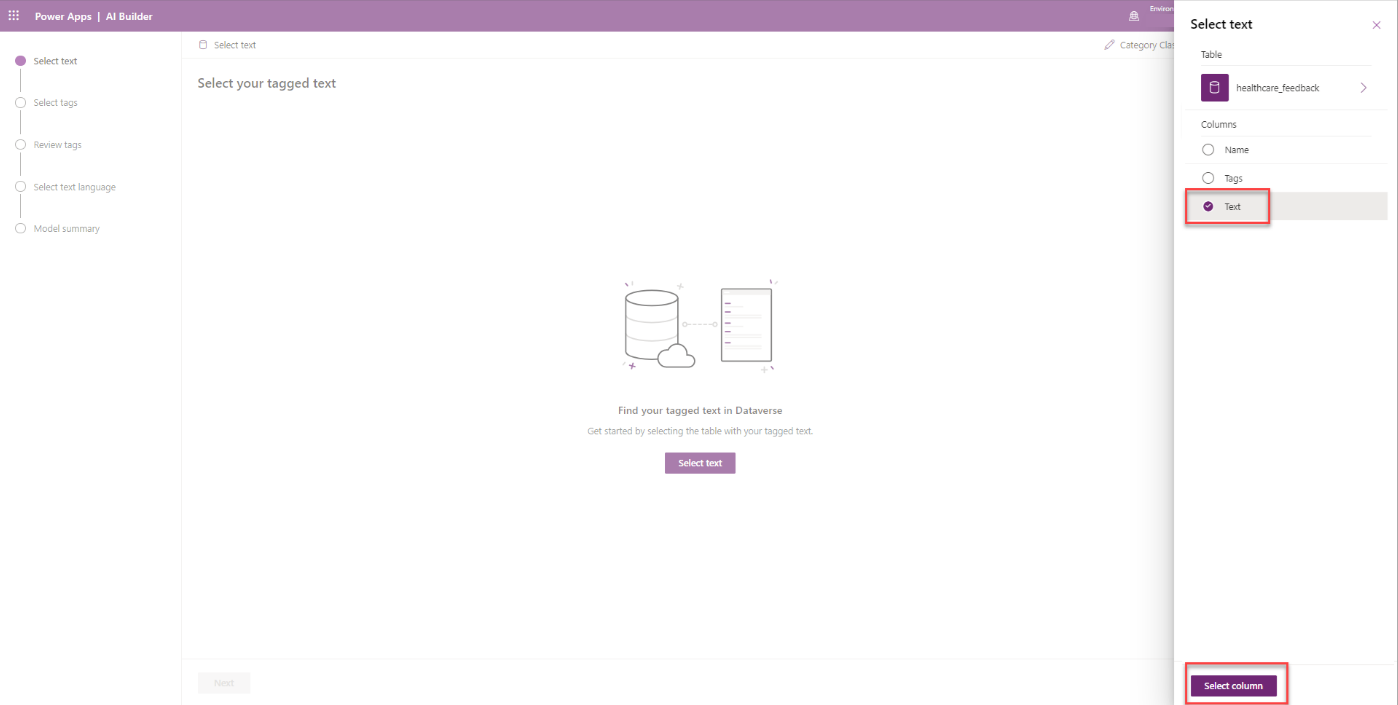 Power Apps | AI Builder
Environ
Select text
Select tags
Review tags
Select text language
Model summary
Select text
Category Clas
Select your tagged text
Find your tagged text in Dataverse
Get started by selecting the table with your tagged text.
Select text
Next
Select text
Table
healthcare_feedback
Columns
Name
Tags
Text
Select column